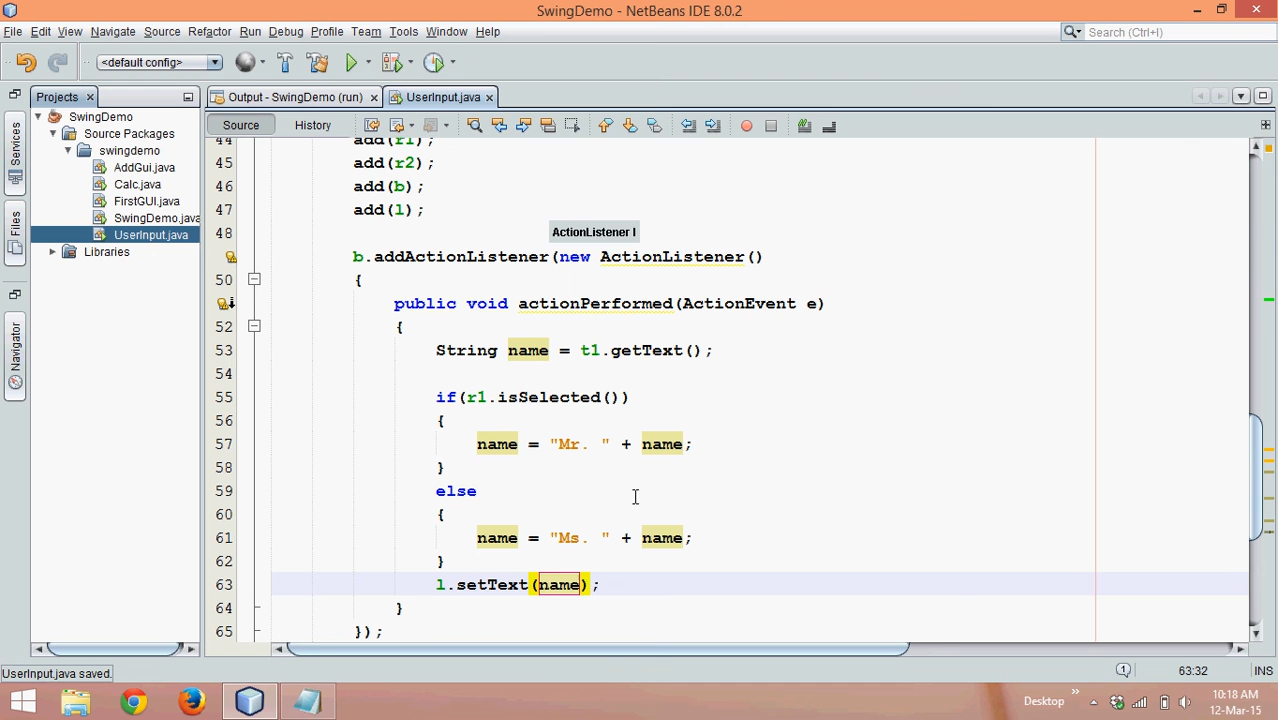 SwingDemo - NetBeans IDE 8.0.2
File Edit View Navigate Source Refactor Run Debug Profile Team Tools Window Help
Search (Ctrl+I)
<default config>
Projects
Output - SwingDemo (run)
UserInput.java
Source
History
Services
Files
Navigator
SwingDemo
Source Packages
swingdemo
AddGui.java
Calc.java
FirstGUI.java
SwingDemo.java
UserInput.java
Libraries
44 add(r1);
45 add(r2);
46 add(b);
47 add(l);
48
ActionListener l
b.addActionListener(new ActionListener()
50 {
public void actionPerformed(ActionEvent e)
52 {
53 String name = t1.getText();
54
55 if(r1.isSelected())
56 {
57 name = "Mr. " + name;
58 }
59 else
60 {
61 name = "Ms. " + name;
62 }
63 l.setText(name);
64 }
65 });
UserInput.java saved.
1
63:32
INS
Desktop
10:18 AM
12-Mar-15